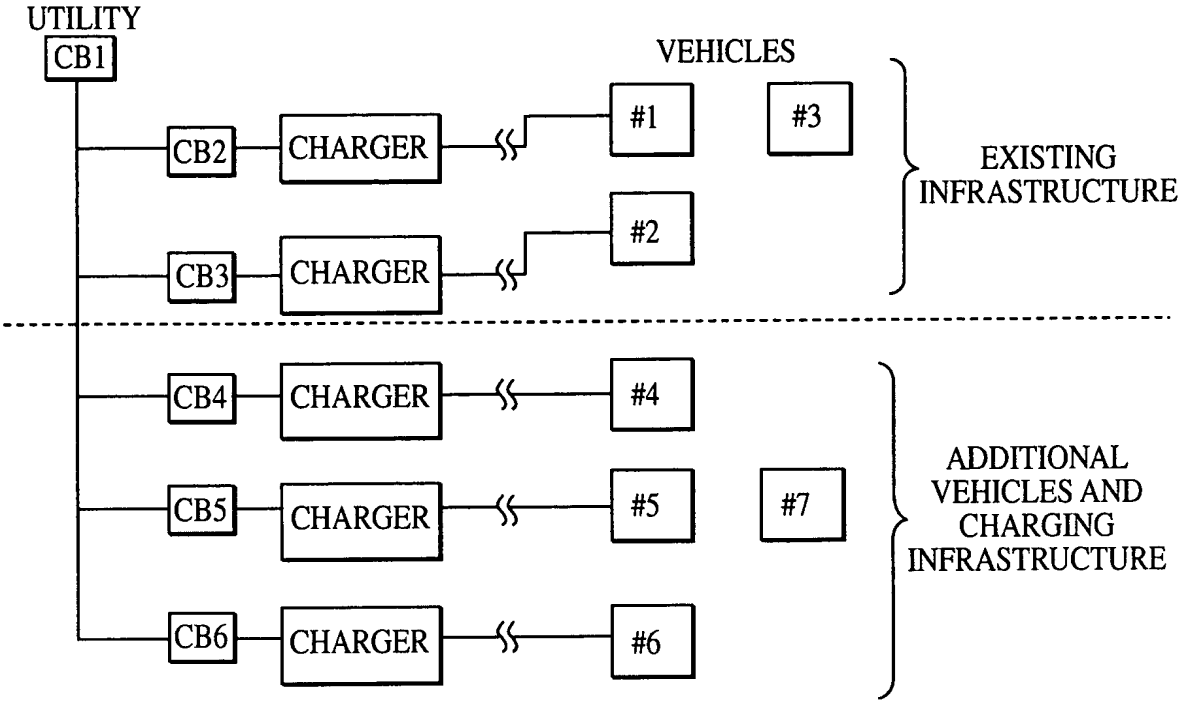 UTILITY
CB1
VEHICLES
#1
#3
CB2
CHARGER
EXISTING
INFRASTRUCTURE
#2
CB3
CHARGER
CB4
CHARGER
#4
ADDITIONAL
VEHICLES AND
CHARGING
INFRASTRUCTURE
CB5
CHARGER
#5
#7
CB6
CHARGER
#6